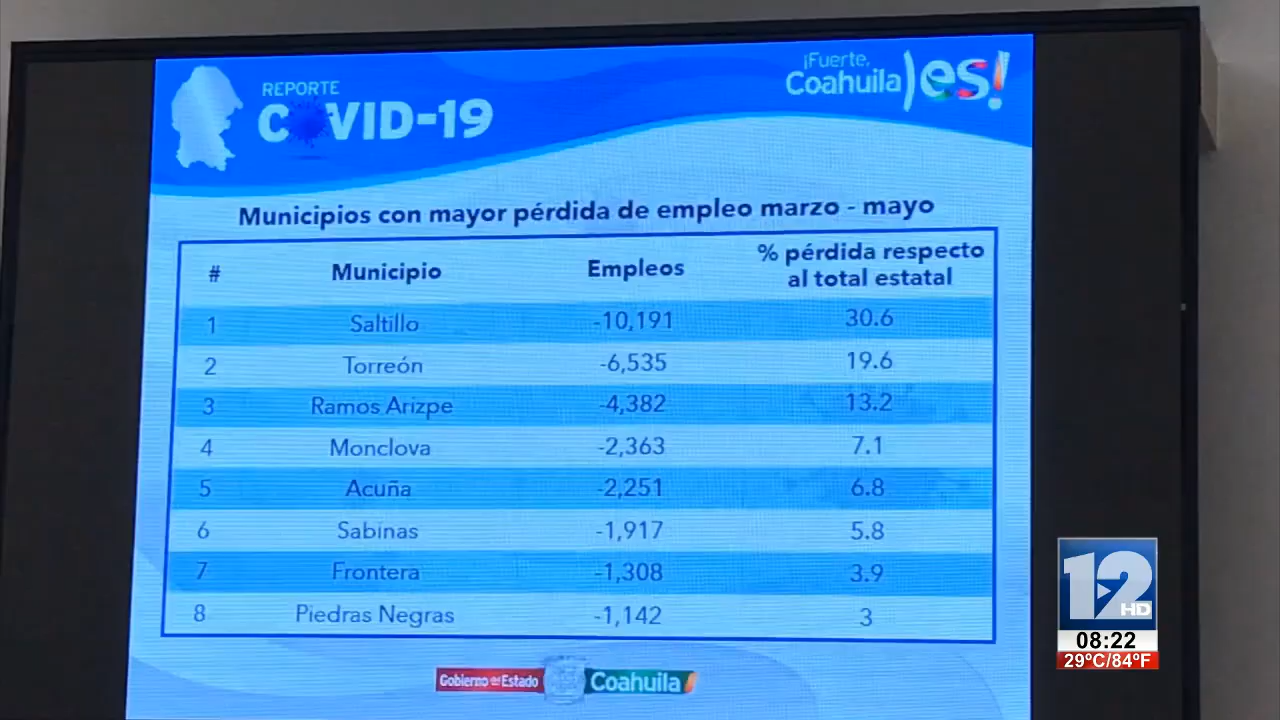 REPORTE
COVID-19
¡Fuerte,
Coahuila) es!
Municipios con mayor pérdida de empleo marzo - mayo
# Municipio Empleos % pérdida respecto al total estatal
1 Saltillo -10,191 30.6
2 Torreón -6,535 19.6
3 Ramos Arizpe -4,382 13.2
4 Monclova -2,363 7.1
5 Acuña -2,251 6.8
6 Sabinas -1,917 5.8
7 Frontera -1,308 3.9
8 Piedras Negras -1,142 3
Gobierno del Estado Coahuila
12
HD
08:22
29°C/84°F